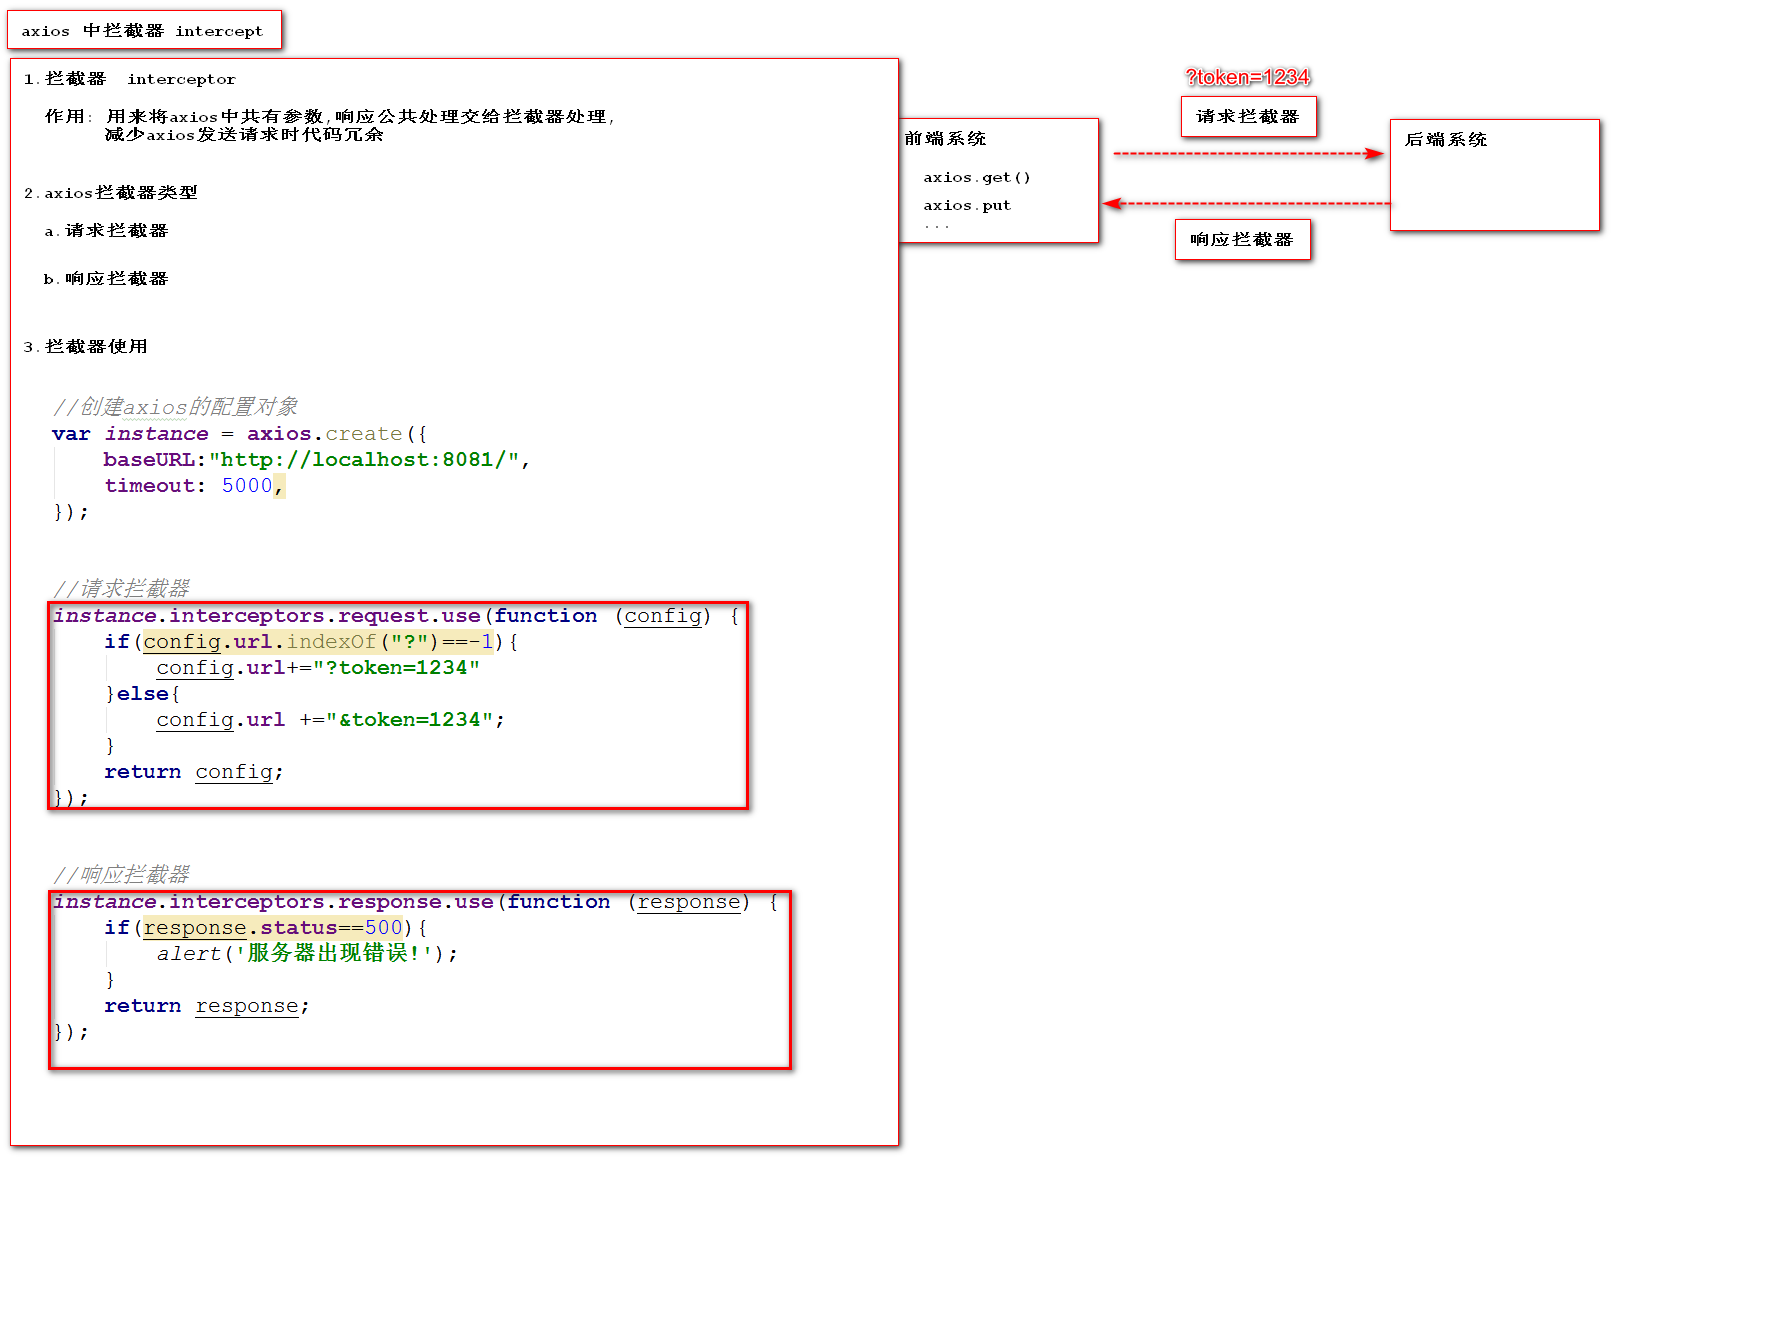 axios 中拦截器 intercept
1.拦截器 interceptor
作用: 用来将axios中共有参数,响应公共处理交给拦截器处理,
减少axios发送请求时代码冗余
2.axios拦截器类型
a.请求拦截器
b.响应拦截器
3.拦截器使用
//创建axios的配置对象
var instance = axios.create({
baseURL:"http://localhost:8081/",
timeout: 5000,
});
//请求拦截器
instance.interceptors.request.use(function (config) {
if(config.url.indexOf("?")==-1){
config.url+="?token=1234"
}else{
config.url +="&token=1234";
}
return config;
});
//响应拦截器
instance.interceptors.response.use(function (response) {
if(response.status==500){
alert('服务器出现错误!');
}
return response;
});
前端系统
axios.get()
axios.put
...
?token=1234
请求拦截器
响应拦截器
后端系统